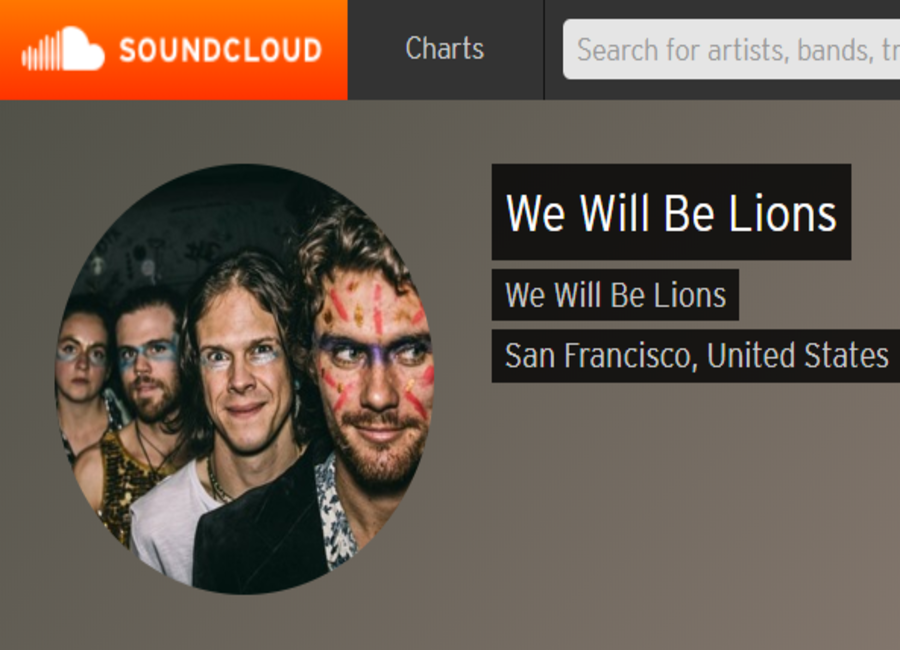 SOUNDCLOUD
Charts
Search for artists, bands, tr
We Will Be Lions
We Will Be Lions
San Francisco, United States